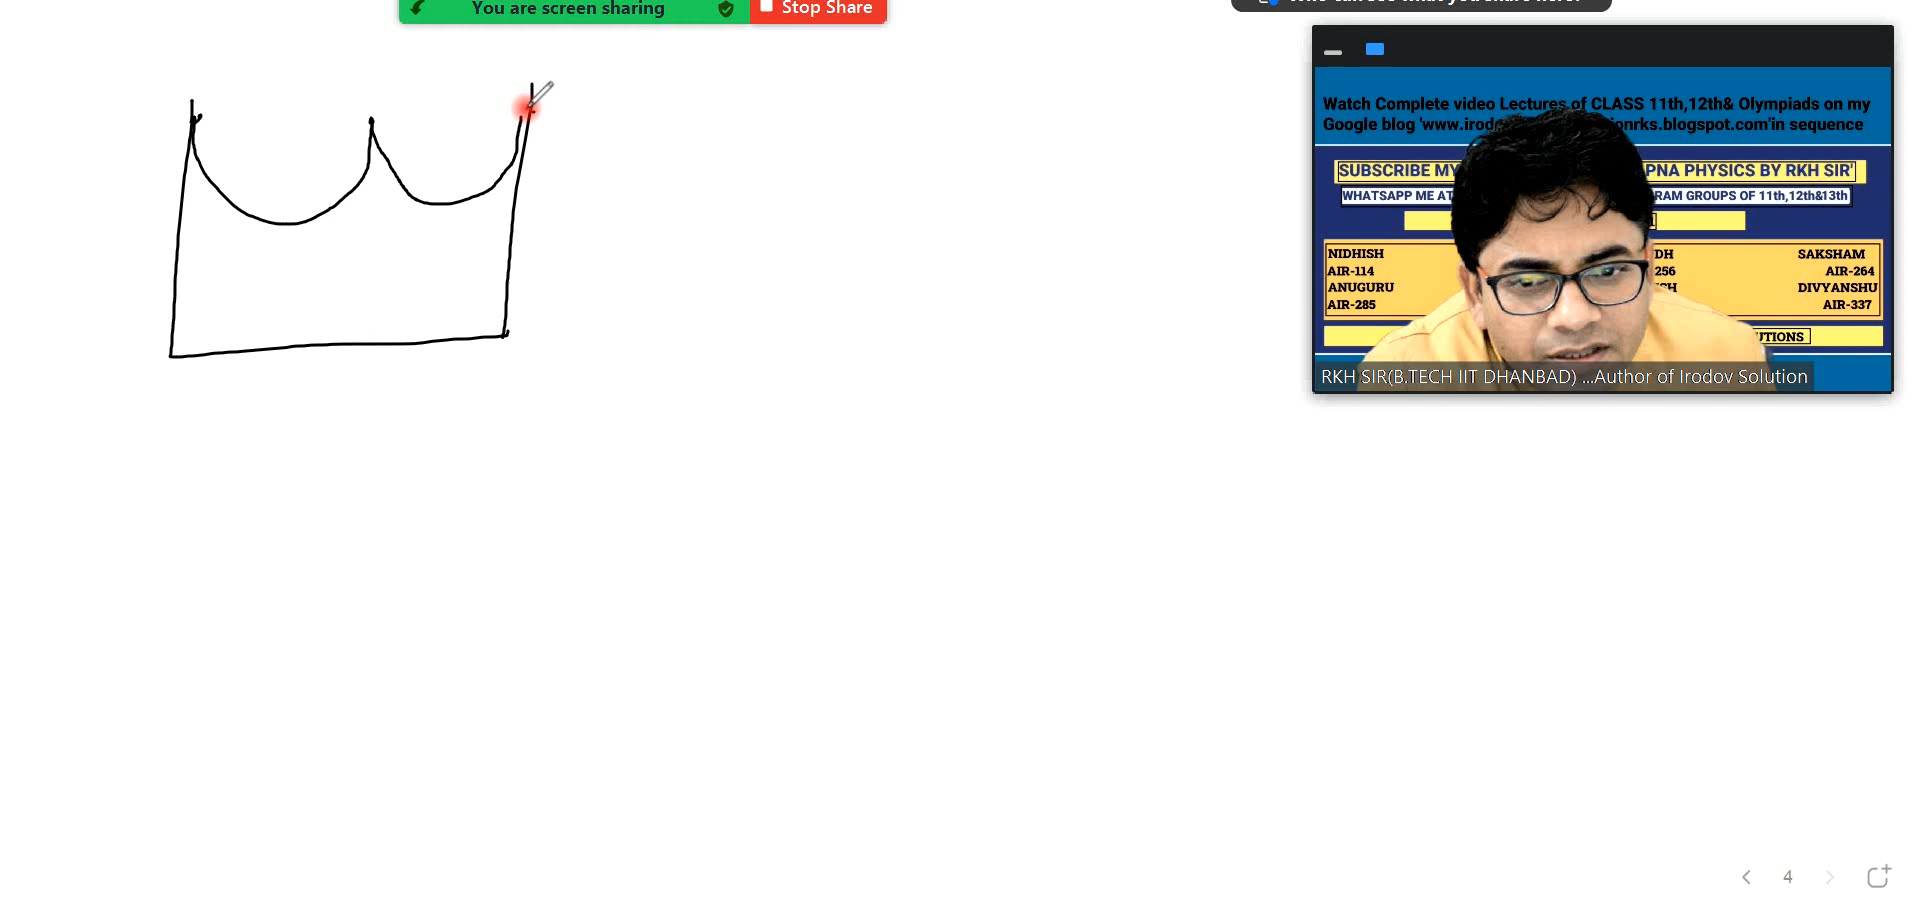 You are screen sharing
Stop Share
Watch Complete video Lectures of CLASS 11th,12th& Olympiads on my
Google blog 'www.irod onrks.blogspot.com'in sequence
SUBSCRIBE MY PNA PHYSICS BY RKH SIR'
WHATSAPP ME AT RAM GROUPS OF 11th,12th&13th
NIDHISH DH SAKSHAM
AIR-114 256 AIR-264
ANUGURU SH DIVYANSHU
AIR-285 AIR-337
UTIONS
RKH SIR(B.TECH IIT DHANBAD) ...Author of Irodov Solution
4